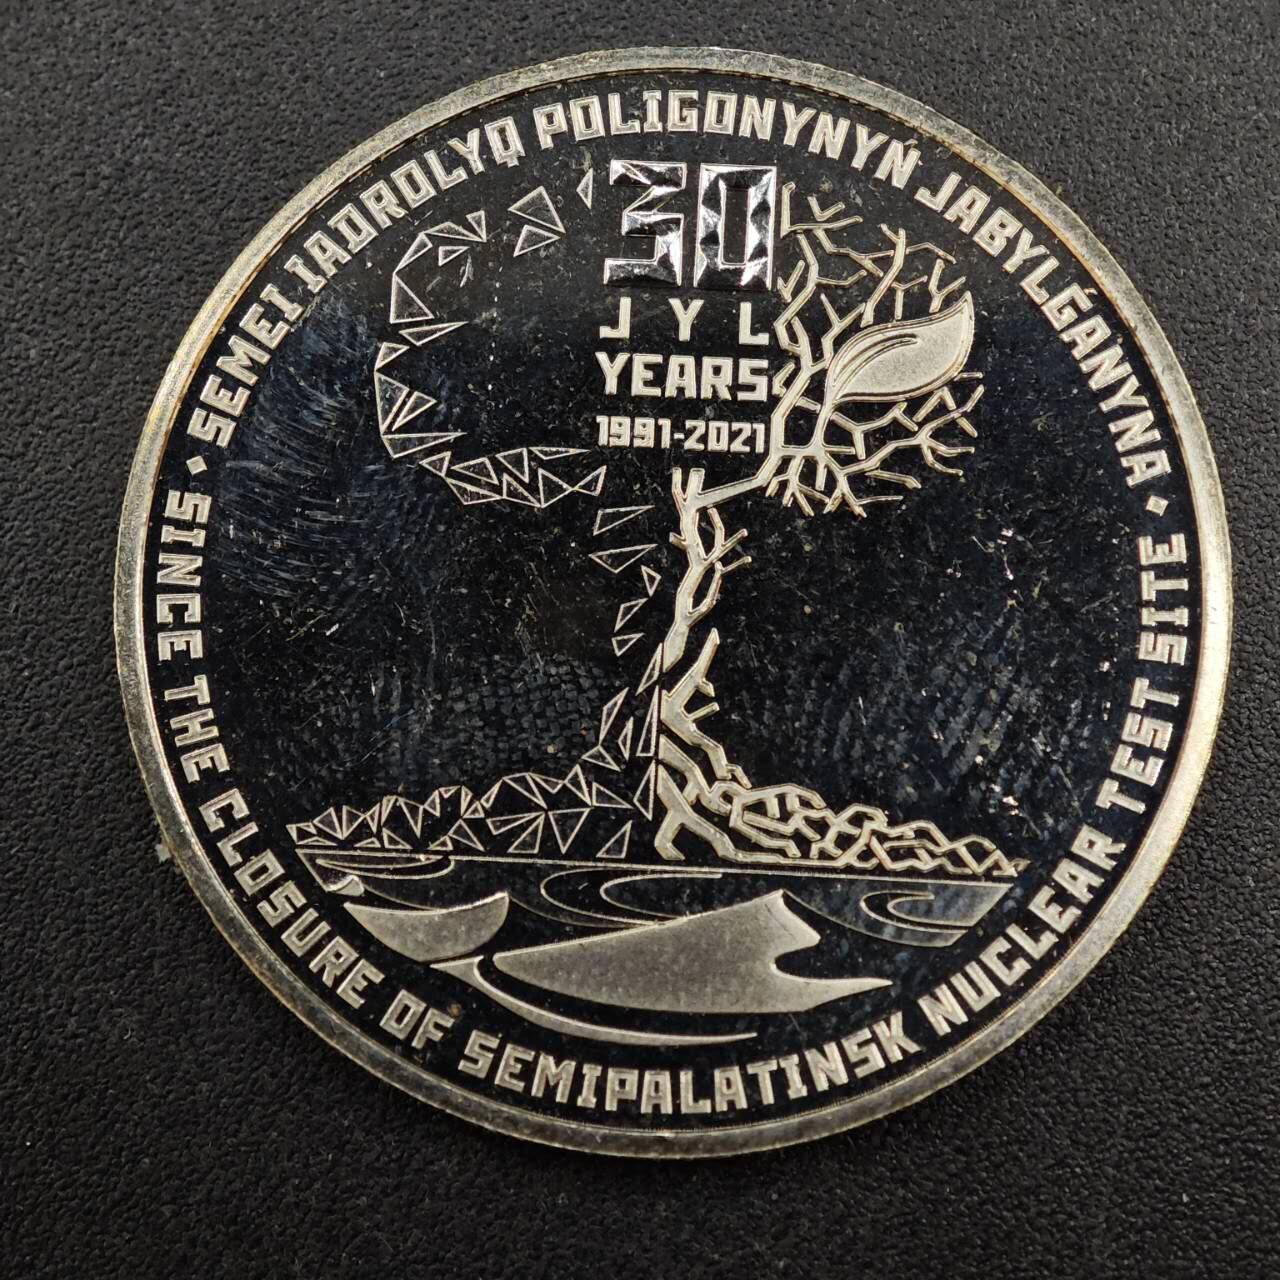 SEMEI IADROLYQ POLIGONYNYŃ JABYLǴANYNA
30
JYL
YEARS
1991-2021
SINCE THE CLOSURE OF SEMIPALATINSK NUCLEAR TEST SITE